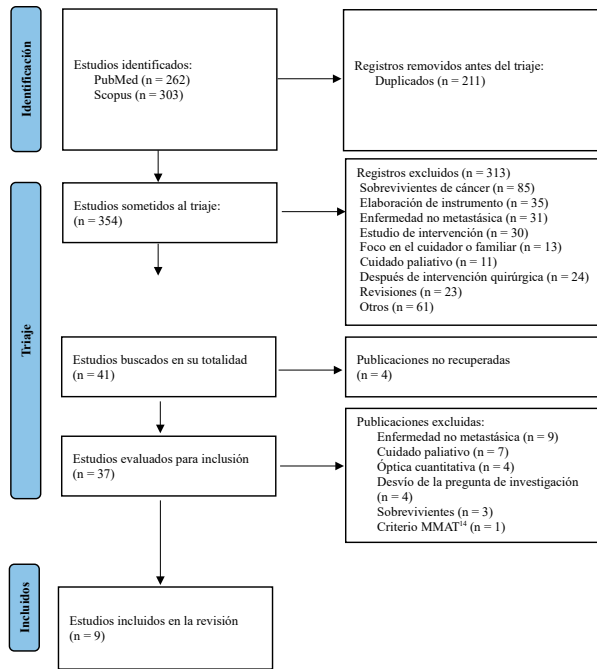 Identificación
Estudios identificados:
PubMed (n = 262)
Scopus (n = 303)
Registros removidos antes del triaje:
Duplicados (n = 211)
Triaje
Estudios sometidos al triaje:
(n = 354)
Registros excluidos (n = 313)
Sobrevivientes de cáncer (n = 85)
Elaboración de instrumento (n = 35)
Enfermedad no metastásica (n = 31)
Estudio de intervención (n = 30)
Foco en el cuidador o familiar (n = 13)
Cuidado paliativo (n = 11)
Después de intervención quirúrgica (n = 24)
Revisiones (n = 23)
Otros (n = 61)
Estudios buscados en su totalidad
(n = 41)
Publicaciones no recuperadas
(n = 4)
Estudios evaluados para inclusión
(n = 37)
Publicaciones excluidas:
Enfermedad no metastásica (n = 9)
Cuidado paliativo (n = 7)
Óptica cuantitativa (n = 4)
Desvío de la pregunta de investigación
(n = 4)
Sobrevivientes (n = 3)
Criterio MMAT¹⁴ (n = 1)
Incluidos
Estudios incluidos en la revisión
(n = 9)